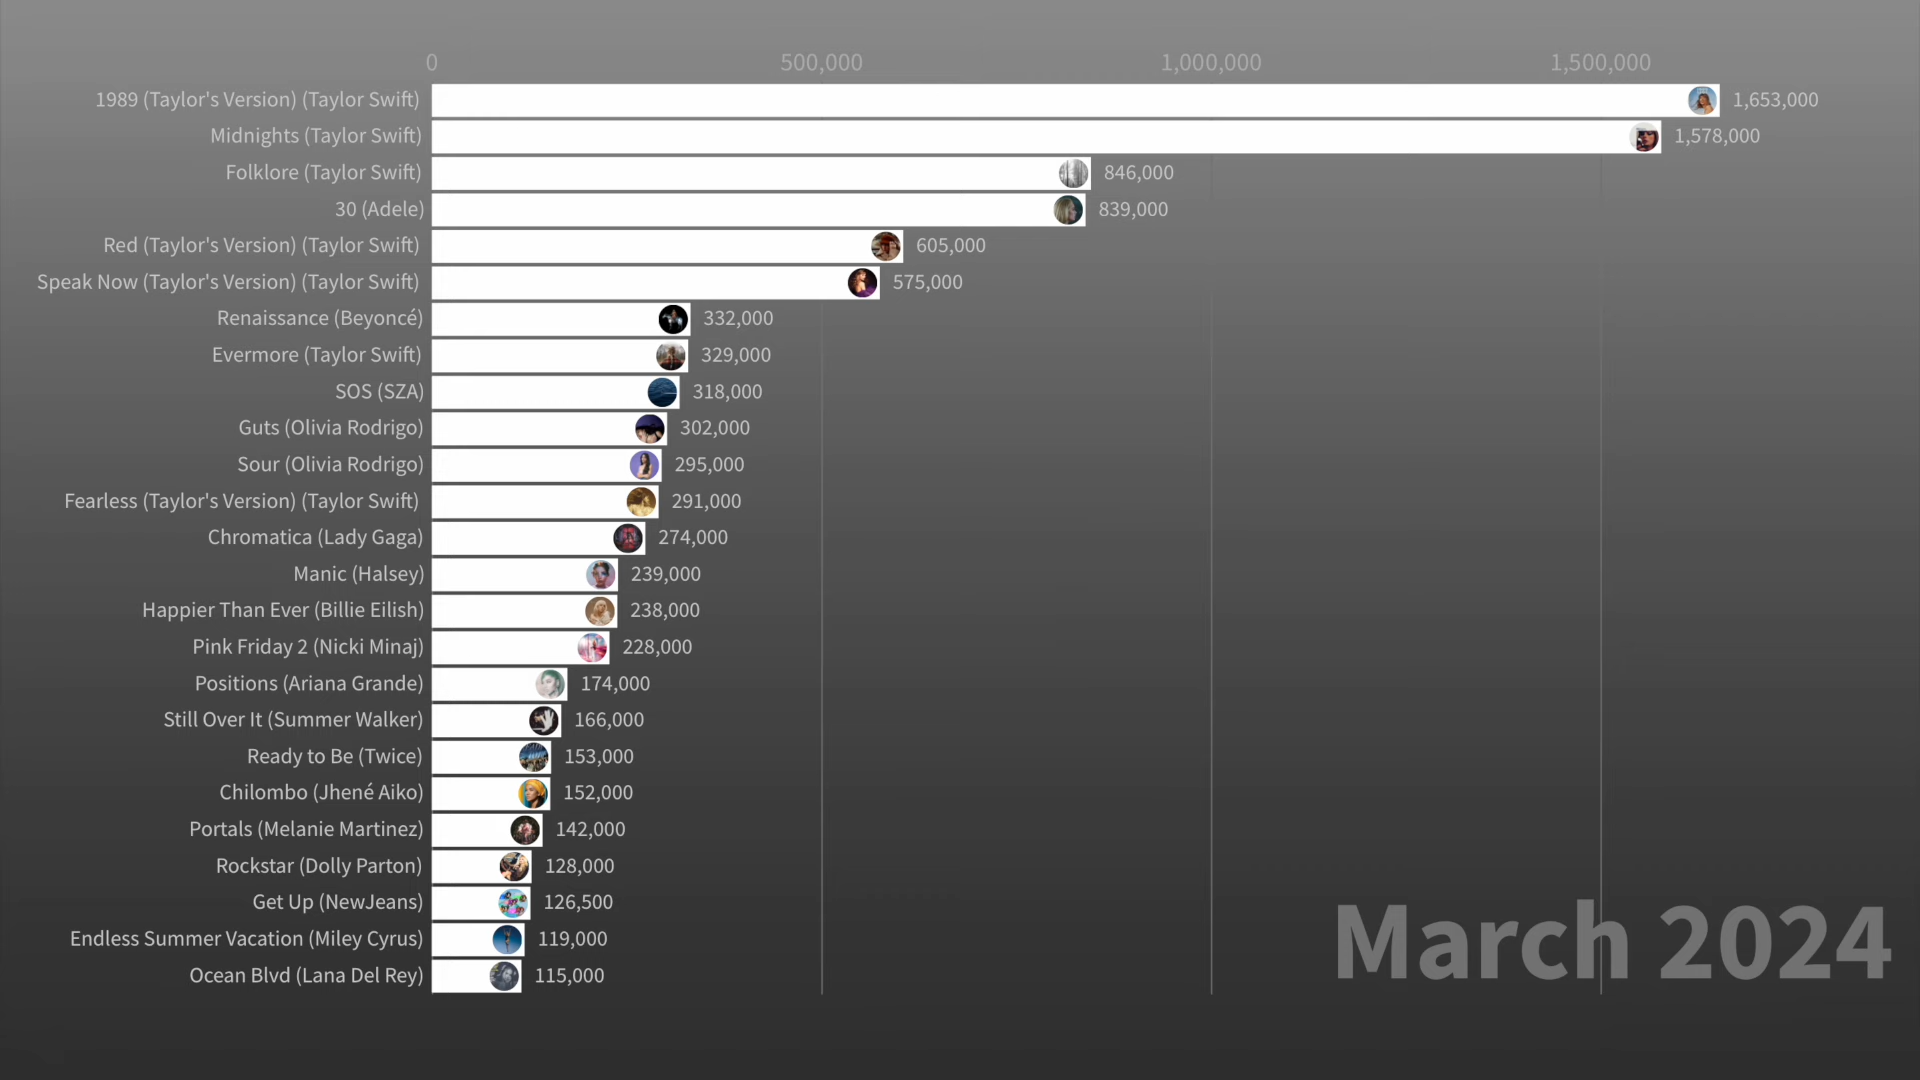 0 500,000 1,000,000 1,500,000
1989 (Taylor's Version) (Taylor Swift) 1,653,000
Midnights (Taylor Swift) 1,578,000
Folklore (Taylor Swift) 846,000
30 (Adele) 839,000
Red (Taylor's Version) (Taylor Swift) 605,000
Speak Now (Taylor's Version) (Taylor Swift) 575,000
Renaissance (Beyoncé) 332,000
Evermore (Taylor Swift) 329,000
SOS (SZA) 318,000
Guts (Olivia Rodrigo) 302,000
Sour (Olivia Rodrigo) 295,000
Fearless (Taylor's Version) (Taylor Swift) 291,000
Chromatica (Lady Gaga) 274,000
Manic (Halsey) 239,000
Happier Than Ever (Billie Eilish) 238,000
Pink Friday 2 (Nicki Minaj) 228,000
Positions (Ariana Grande) 174,000
Still Over It (Summer Walker) 166,000
Ready to Be (Twice) 153,000
Chilombo (Jhené Aiko) 152,000
Portals (Melanie Martinez) 142,000
Rockstar (Dolly Parton) 128,000
Get Up (NewJeans) 126,500
Endless Summer Vacation (Miley Cyrus) 119,000
Ocean Blvd (Lana Del Rey) 115,000
March 2024